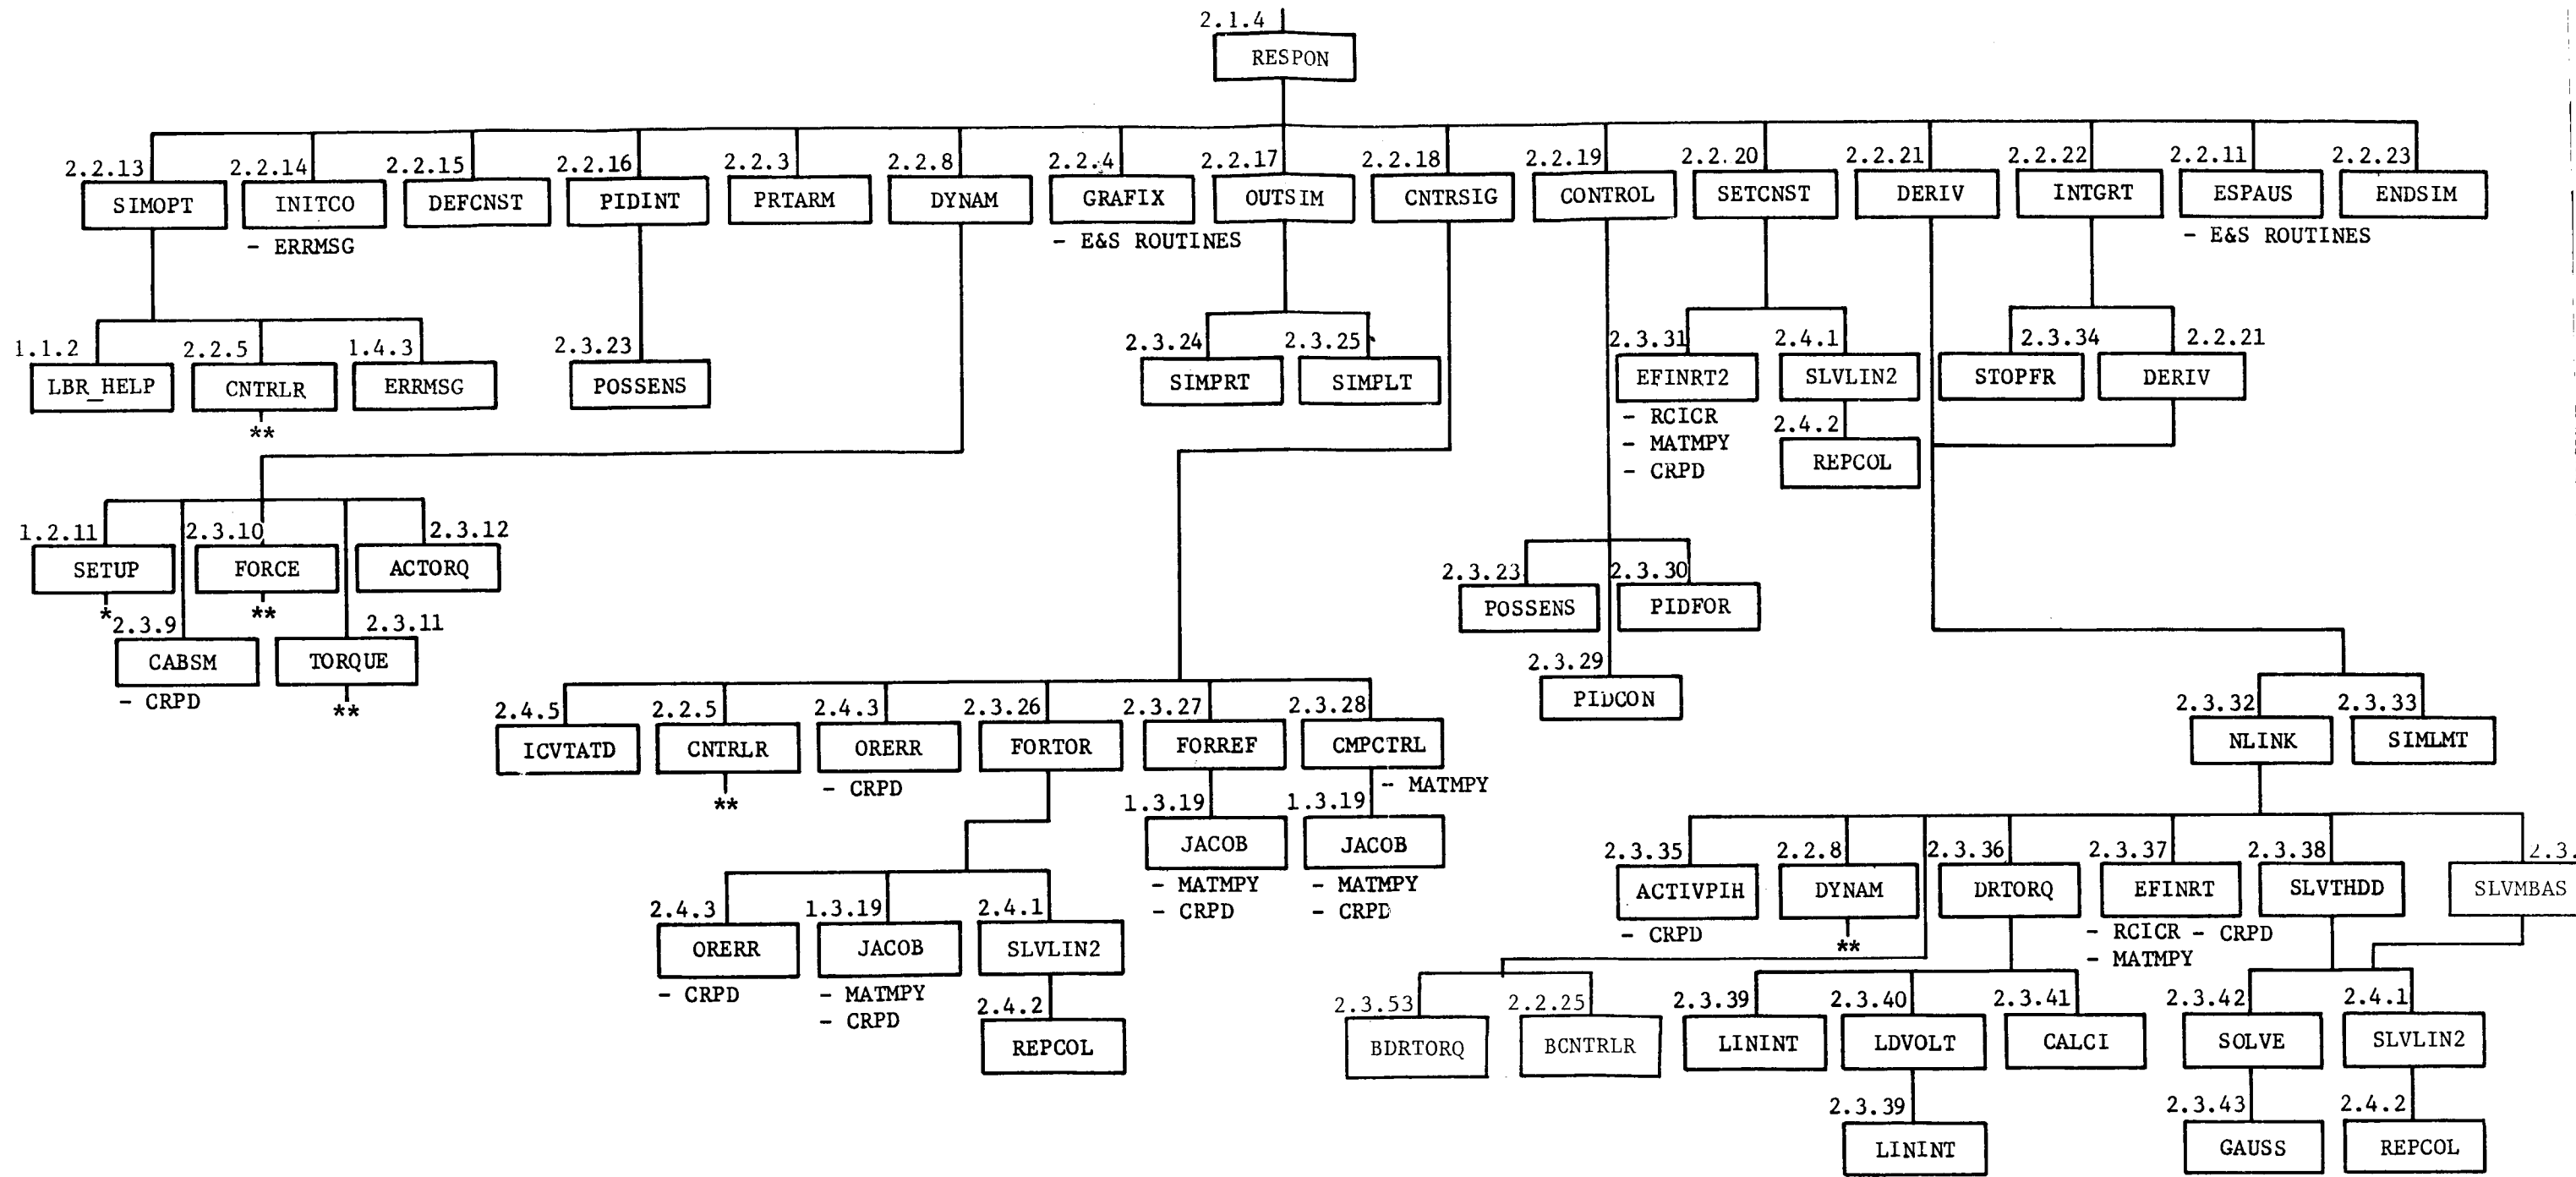 2.1.4
RESPON
2.2.13 2.2.14 2.2.15 2.2.16 2.2.3 2.2.8 2.2.4 2.2.17 2.2.18 2.2.19 2.2.20 2.2.21 2.2.22 2.2.11 2.2.23
SIMOPT INITCO DEFCNST PIDINT PRTARM DYNAM GRAFIX OUTSIM CNTRSIG CONTROL SETCNST DERIV INTGRT ESPAUS ENDSIM
- ERRMSG - E&S ROUTINES - E&S ROUTINES
1.1.2 2.2.5 1.4.3 2.3.23 2.3.24 2.3.25 2.3.31 2.4.1 2.3.34 2.2.21
LBR_HELP CNTRLR ERRMSG POSSENS SIMPRT SIMPLT EFINRT2 SLVLIN2 STOPFR DERIV
**
- RCICR
- MATMPY
- CRPD
2.4.2
REPCOL
1.2.11 2.3.10 2.3.12
SETUP FORCE ACTORQ
* **
2.3.9 2.3.11
CABSM TORQUE
- CRPD **
2.3.23 2.3.30
POSSENS PIDFOR
2.3.29
PIDCON
2.4.5 2.2.5 2.4.3 2.3.26 2.3.27 2.3.28
ICVTATD CNTRLR ORERR FORTOR FORREF CMPCTRL
** - CRPD - MATMPY
1.3.19 1.3.19
JACOB JACOB
- MATMPY - MATMPY
- CRPD - CRPD
2.4.3 1.3.19 2.4.1
ORERR JACOB SLVLIN2
- CRPD - MATMPY
- CRPD
2.4.2
REPCOL
2.3.32 2.3.33
NLINK SIMLMT
2.3.35 2.2.8 2.3.36 2.3.37 2.3.38 2.3.
ACTIVPIH DYNAM DRTORQ EFINRT SLVTHDD SLVMBAS
- CRPD ** - RCICR - CRPD
- MATMPY
2.3.53 2.2.25 2.3.39 2.3.40 2.3.41 2.3.42 2.4.1
BDRTORQ BCNTRLR LININT LDVOLT CALCI SOLVE SLVLIN2
2.3.39 2.3.43 2.4.2
LININT GAUSS REPCOL